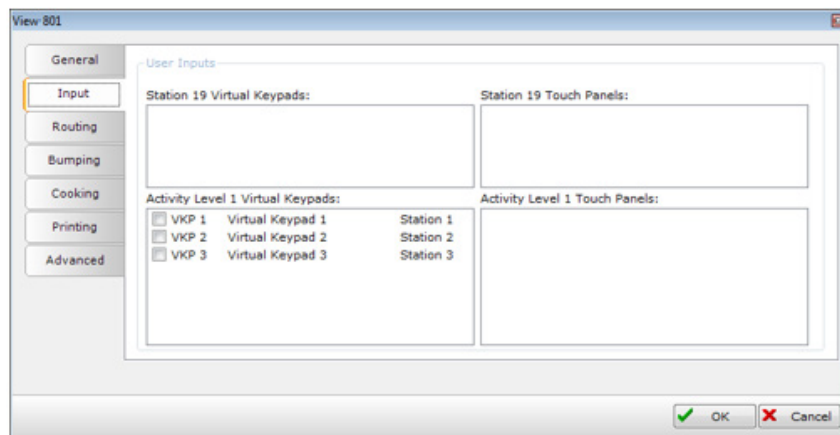 View 801
General
Input
Routing
Bumping
Cooking
Printing
Advanced
User Inputs
Station 19 Virtual Keypads:
Station 19 Touch Panels:
Activity Level 1 Virtual Keypads:
VKP 1 Virtual Keypad 1 Station 1
VKP 2 Virtual Keypad 2 Station 2
VKP 3 Virtual Keypad 3 Station 3
Activity Level 1 Touch Panels:
OK
Cancel